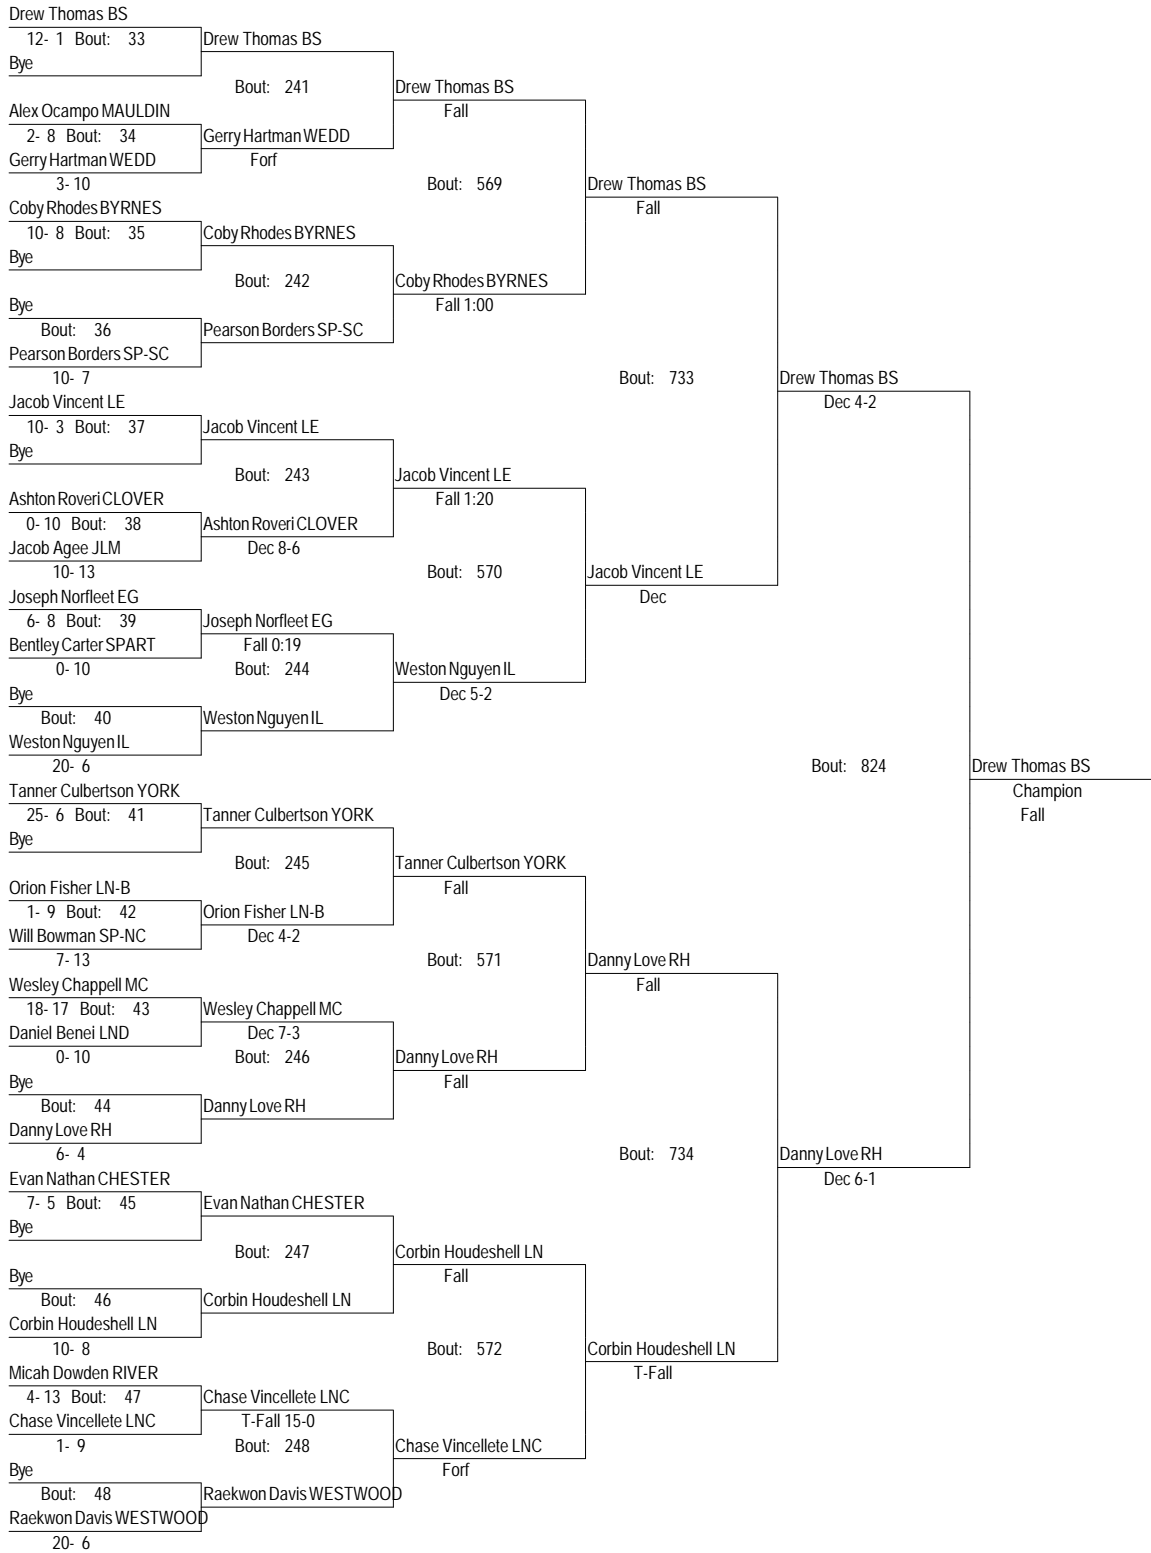 Drew Thomas BS
12- 1 Bout: 33 Drew Thomas BS
Bye
Bout: 241 Drew Thomas BS
Fall
Alex Ocampo MAULDIN
2- 8 Bout: 34 Gerry Hartman WEDD
Gerry Hartman WEDD Forf
3- 10 Bout: 569 Drew Thomas BS
Coby Rhodes BYRNES Fall
10- 8 Bout: 35 Coby Rhodes BYRNES
Bye
Bout: 242 Coby Rhodes BYRNES
Bye Fall 1:00
Bout: 36 Pearson Borders SP-SC
Pearson Borders SP-SC
10- 7 Bout: 733 Drew Thomas BS
Jacob Vincent LE Dec 4-2
10- 3 Bout: 37 Jacob Vincent LE
Bye
Bout: 243 Jacob Vincent LE
Ashton Roveri CLOVER Fall 1:20
0- 10 Bout: 38 Ashton Roveri CLOVER
Jacob Agee JLM Dec 8-6
10- 13 Bout: 570 Jacob Vincent LE
Joseph Norfleet EG Dec
6- 8 Bout: 39 Joseph Norfleet EG
Bentley Carter SPART Fall 0:19
0- 10 Bout: 244 Weston Nguyen IL
Bye Dec 5-2
Bout: 40 Weston Nguyen IL
Weston Nguyen IL
20- 6 Bout: 824 Drew Thomas BS
Tanner Culbertson YORK Champion
25- 6 Bout: 41 Tanner Culbertson YORK Fall
Bye
Bout: 245 Tanner Culbertson YORK
Orion Fisher LN-B Fall
1- 9 Bout: 42 Orion Fisher LN-B
Will Bowman SP-NC Dec 4-2
7- 13 Bout: 571 Danny Love RH
Wesley Chappell MC Fall
18- 17 Bout: 43 Wesley Chappell MC
Daniel Benei LND Dec 7-3
0- 10 Bout: 246 Danny Love RH
Bye Fall
Bout: 44 Danny Love RH
Danny Love RH
6- 4 Bout: 734 Danny Love RH
Evan Nathan CHESTER Dec 6-1
7- 5 Bout: 45 Evan Nathan CHESTER
Bye
Bout: 247 Corbin Houdeshell LN
Bye Fall
Bout: 46 Corbin Houdeshell LN
Corbin Houdeshell LN
10- 8 Bout: 572 Corbin Houdeshell LN
Micah Dowden RIVER T-Fall
4- 13 Bout: 47 Chase Vincellete LNC
Chase Vincellete LNC T-Fall 15-0
1- 9 Bout: 248 Chase Vincellete LNC
Bye Forf
Bout: 48 Raekwon Davis WESTWOOD
Raekwon Davis WESTWOOD
20- 6